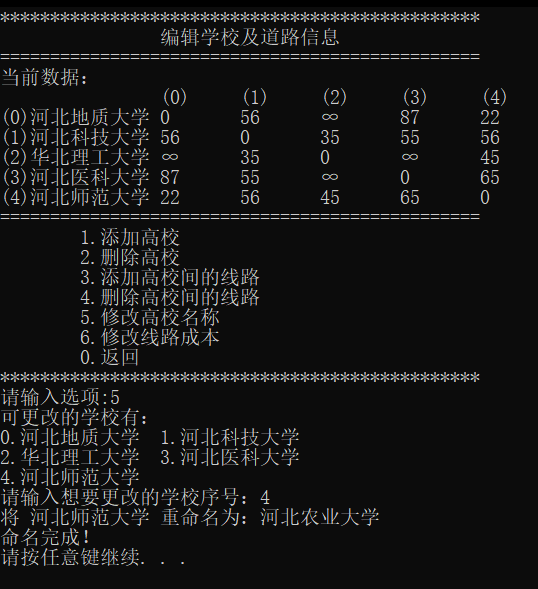 ************************************************
编辑学校及道路信息
================================================
当前数据:
(0) (1) (2) (3) (4)
(0)河北地质大学 0 56 ∞ 87 22
(1)河北科技大学 56 0 35 55 56
(2)华北理工大学 ∞ 35 0 ∞ 45
(3)河北医科大学 87 55 ∞ 0 65
(4)河北师范大学 22 56 45 65 0
================================================
1.添加高校
2.删除高校
3.添加高校间的线路
4.删除高校间的线路
5.修改高校名称
6.修改线路成本
0.返回
************************************************
请输入选项:5
可更改的学校有:
0.河北地质大学 1.河北科技大学
2.华北理工大学 3.河北医科大学
4.河北师范大学
请输入想要更改的学校序号: 4
将 河北师范大学 重命名为: 河北农业大学
命名完成!
请按任意键继续. . .